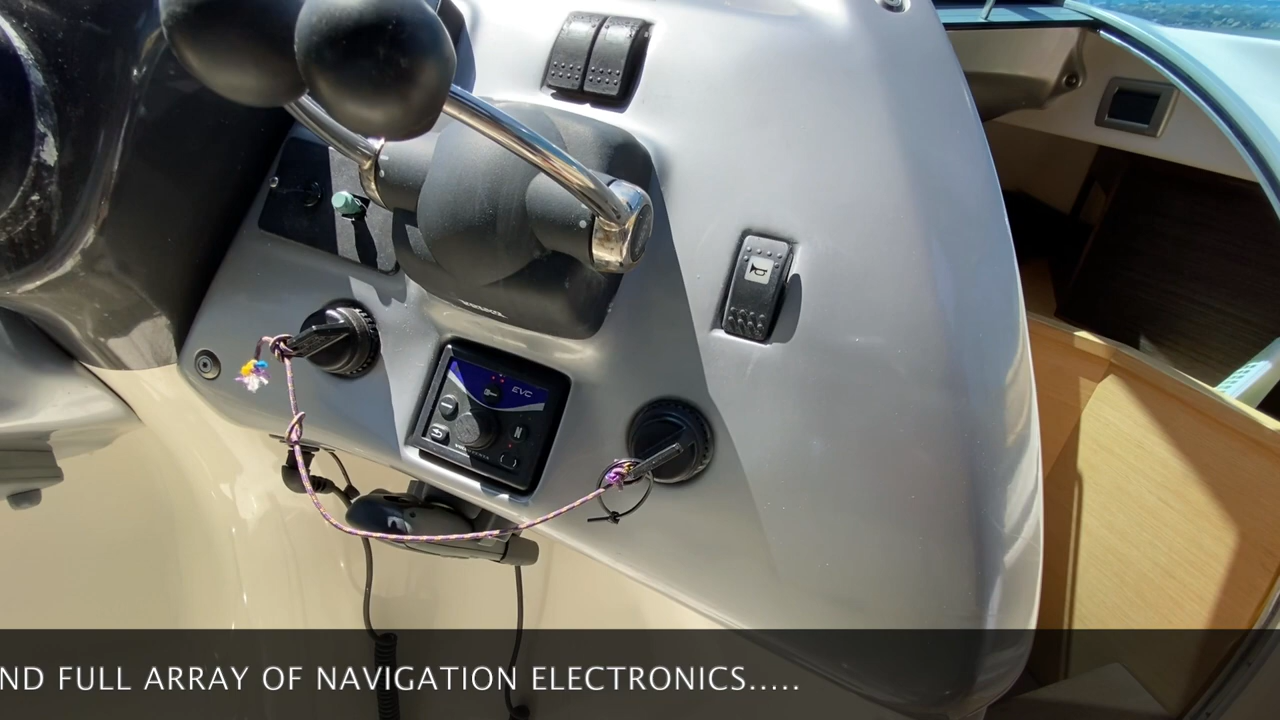 EVC
ND FULL ARRAY OF NAVIGATION ELECTRONICS.....